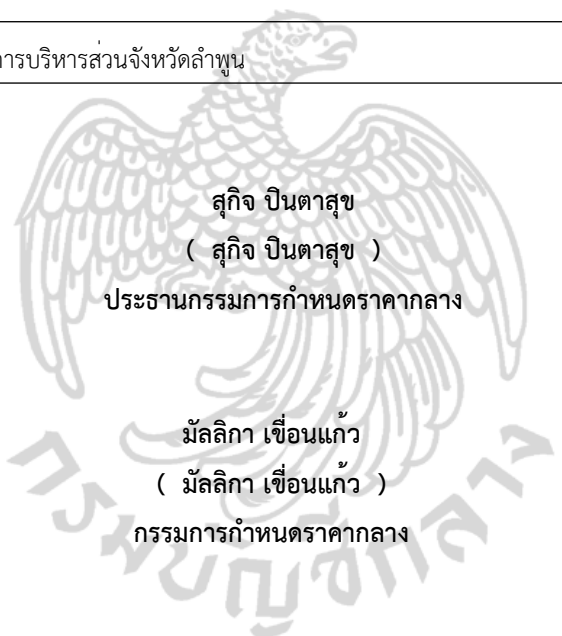 การบริหารส่วนจังหวัดลำพูน
สุกิจ ปินตาสุข
( สุกิจ ปินตาสุข )
ประธานกรรมการกำหนดราคากลาง
มัลลิกา เขื่อนแก้ว
( มัลลิกา เขื่อนแก้ว )
กรรมการกำหนดราคากลาง
กรมบัญชีกลาง